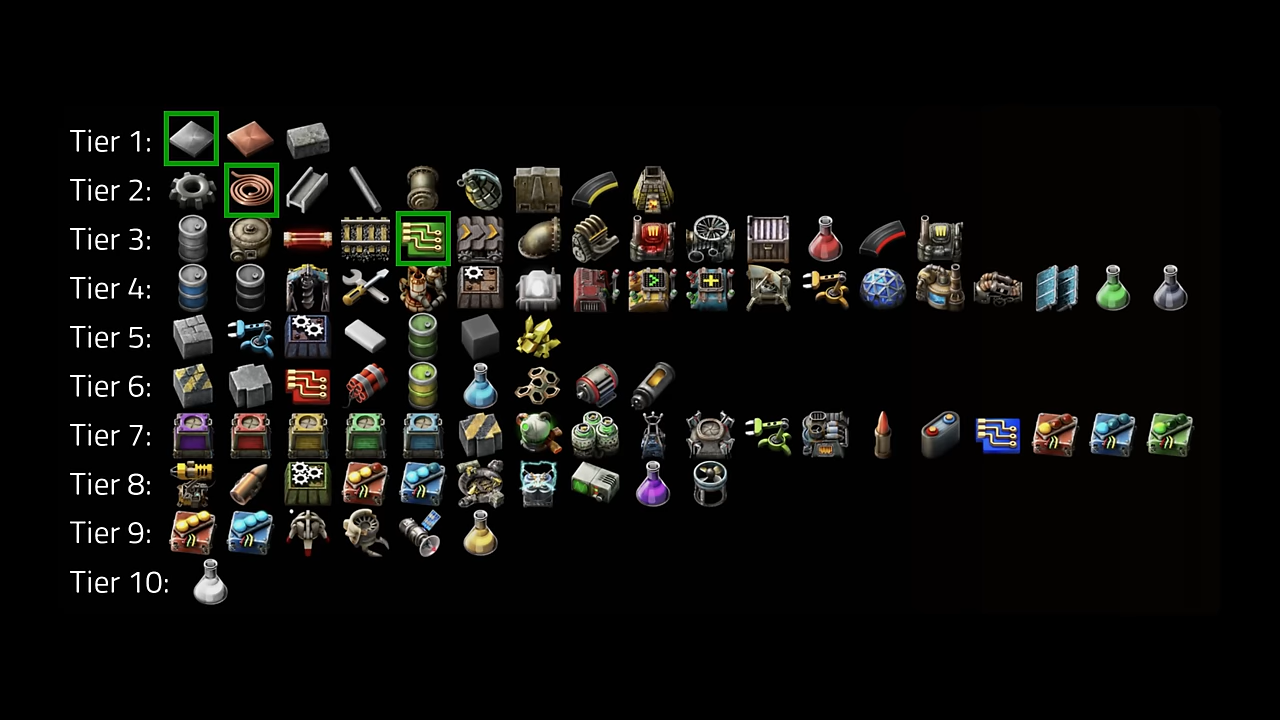 Tier 1:
Tier 2:
Tier 3:
Tier 4:
Tier 5:
Tier 6:
Tier 7:
Tier 8:
Tier 9:
Tier 10: